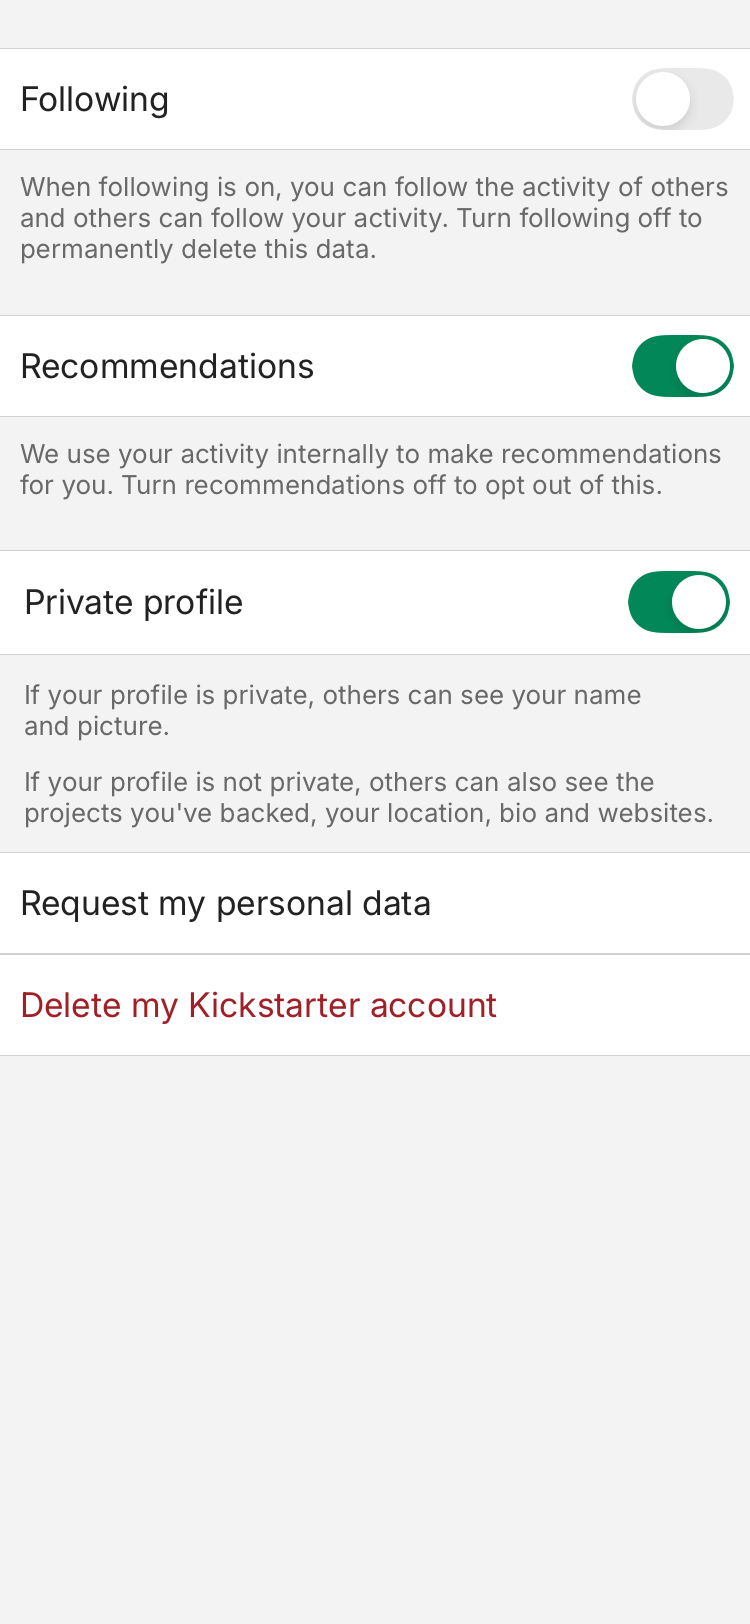 Following
When following is on, you can follow the activity of others
and others can follow your activity. Turn following off to
permanently delete this data.
Recommendations
We use your activity internally to make recommendations
for you. Turn recommendations off to opt out of this.
Private profile
If your profile is private, others can see your name
and picture.
If your profile is not private, others can also see the
projects you've backed, your location, bio and websites.
Request my personal data
Delete my Kickstarter account